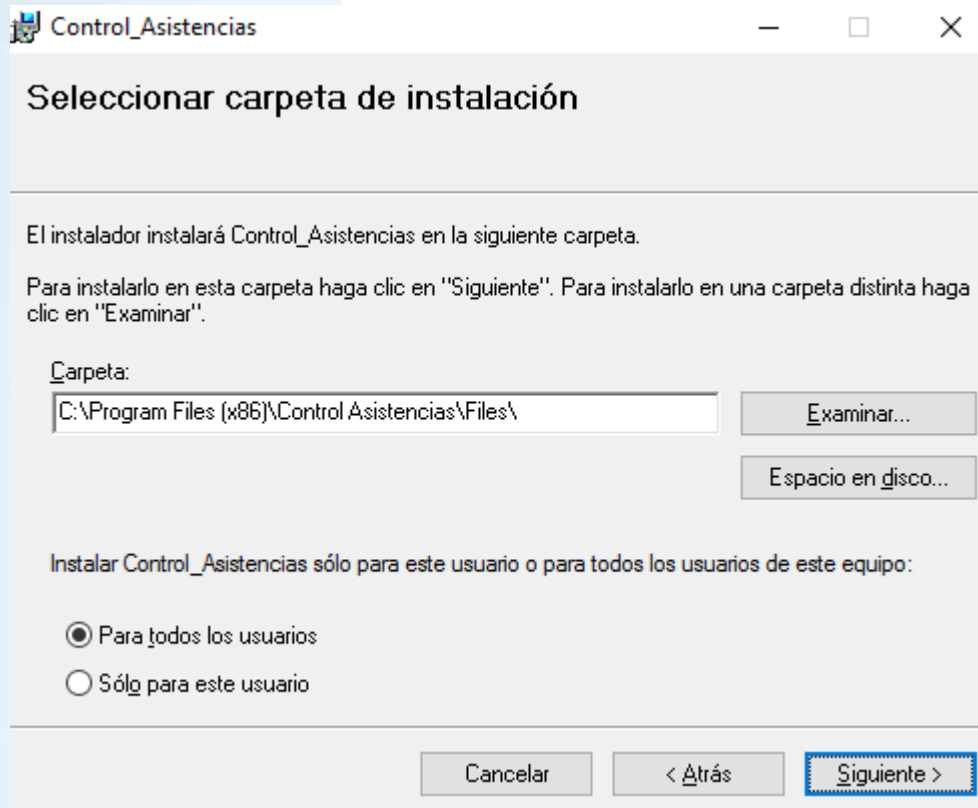 Control_Asistencias
Seleccionar carpeta de instalación
El instalador instalará Control_Asistencias en la siguiente carpeta.
Para instalarlo en esta carpeta haga clic en "Siguiente". Para instalarlo en una carpeta distinta haga
clic en "Examinar".
Carpeta:
C:\Program Files (x86)\Control Asistencias\Files\
Examinar...
Espacio en disco...
Instalar Control_Asistencias sólo para este usuario o para todos los usuarios de este equipo:
Para todos los usuarios
Sólo para este usuario
Cancelar
< Atrás
Siguiente >